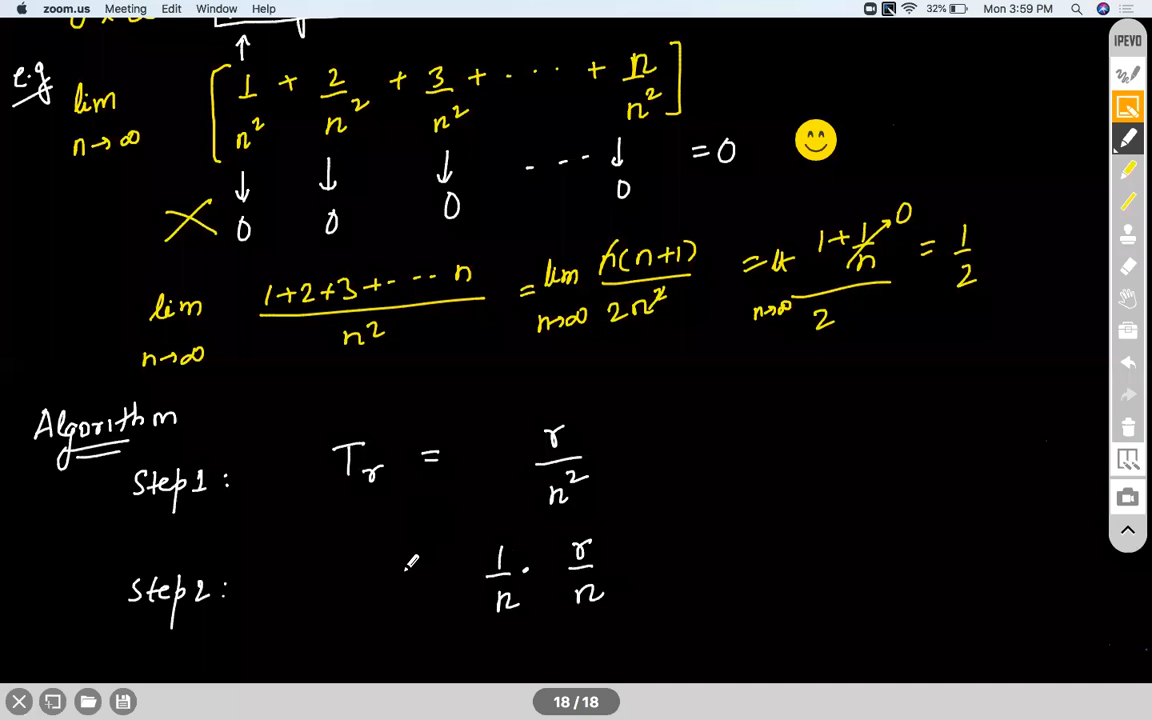 zoom.us Meeting Edit Window Help 32% Mon 3:59 PM
IPEVO
e.g lim n→∞ [ 1/n² + 2/n² + 3/n² + ..... + n/n² ]
↓ ↓ ↓ ---- ↓ = 0
0 0 0 0
lim n→∞ 1+2+3+----n / n² = lim n→∞ n(n+1) / 2n² = lt n→∞ 1+1/n→0 / 2 = 1/2
Algorithm
Step1: Tr = r/n²
Step2: 1/n · r/n
18 / 18